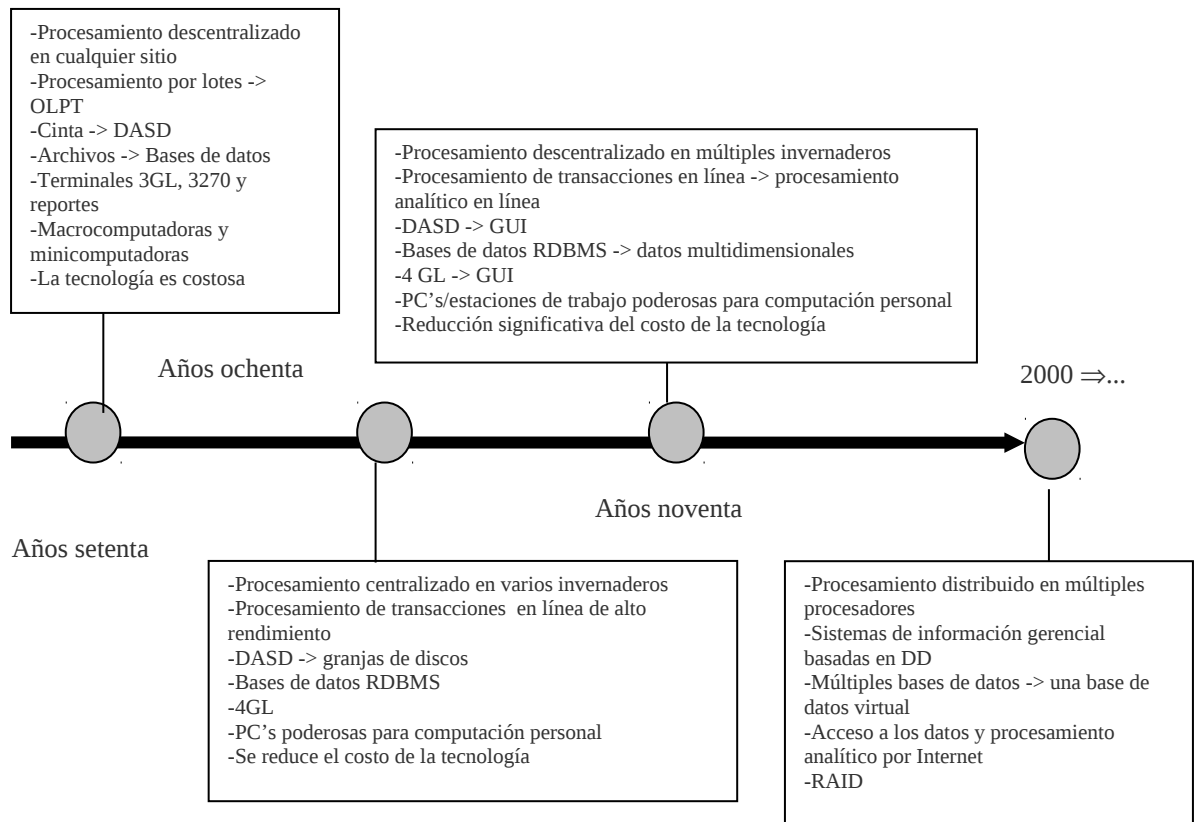 -Procesamiento descentralizado
en cualquier sitio
-Procesamiento por lotes ->
OLPT
-Cinta -> DASD
-Archivos -> Bases de datos
-Terminales 3GL, 3270 y
reportes
-Macrocomputadoras y
minicomputadoras
-La tecnología es costosa
-Procesamiento descentralizado en múltiples invernaderos
-Procesamiento de transacciones en línea -> procesamiento
analítico en línea
-DASD -> GUI
-Bases de datos RDBMS -> datos multidimensionales
-4 GL -> GUI
-PC's/estaciones de trabajo poderosas para computación personal
-Reducción significativa del costo de la tecnología
Años ochenta
2000 ⇒...
Años noventa
Años setenta
-Procesamiento centralizado en varios invernaderos
-Procesamiento de transacciones en línea de alto
rendimiento
-DASD -> granjas de discos
-Bases de datos RDBMS
-4GL
-PC's poderosas para computación personal
-Se reduce el costo de la tecnología
-Procesamiento distribuido en múltiples
procesadores
-Sistemas de información gerencial
basadas en DD
-Múltiples bases de datos -> una base de
datos virtual
-Acceso a los datos y procesamiento
analítico por Internet
-RAID